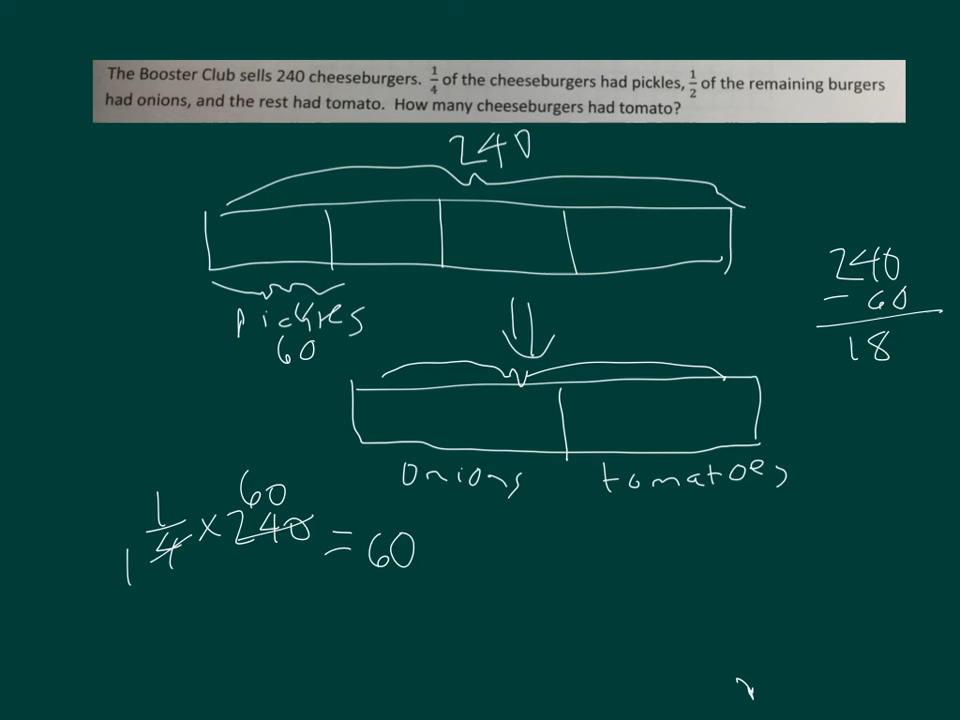 The Booster Club sells 240 cheeseburgers. 1/4 of the cheeseburgers had pickles, 1/2 of the remaining burgers
had onions, and the rest had tomato. How many cheeseburgers had tomato?
240
240
- 60
18
Pickles
60
Onions tomatoes
60
1 1/4 × 240 = 60